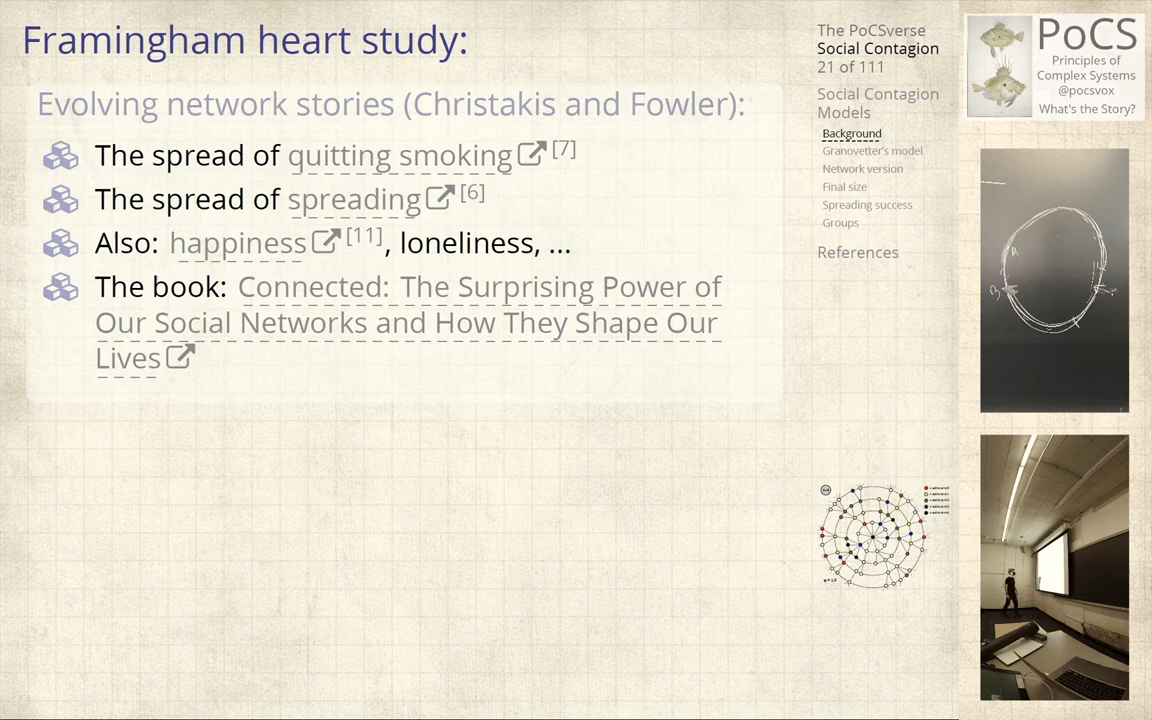 Framingham heart study:
Evolving network stories (Christakis and Fowler):
The spread of quitting smoking [7]
The spread of spreading [6]
Also: happiness [11], loneliness, ...
The book: Connected: The Surprising Power of
Our Social Networks and How They Shape Our
Lives
The PoCSverse
Social Contagion
21 of 111
Social Contagion
Models
Background
Granovetter's model
Network version
Final size
Spreading success
Groups
References
PoCS
Principles of
Complex Systems
@pocsvox
What's the Story?